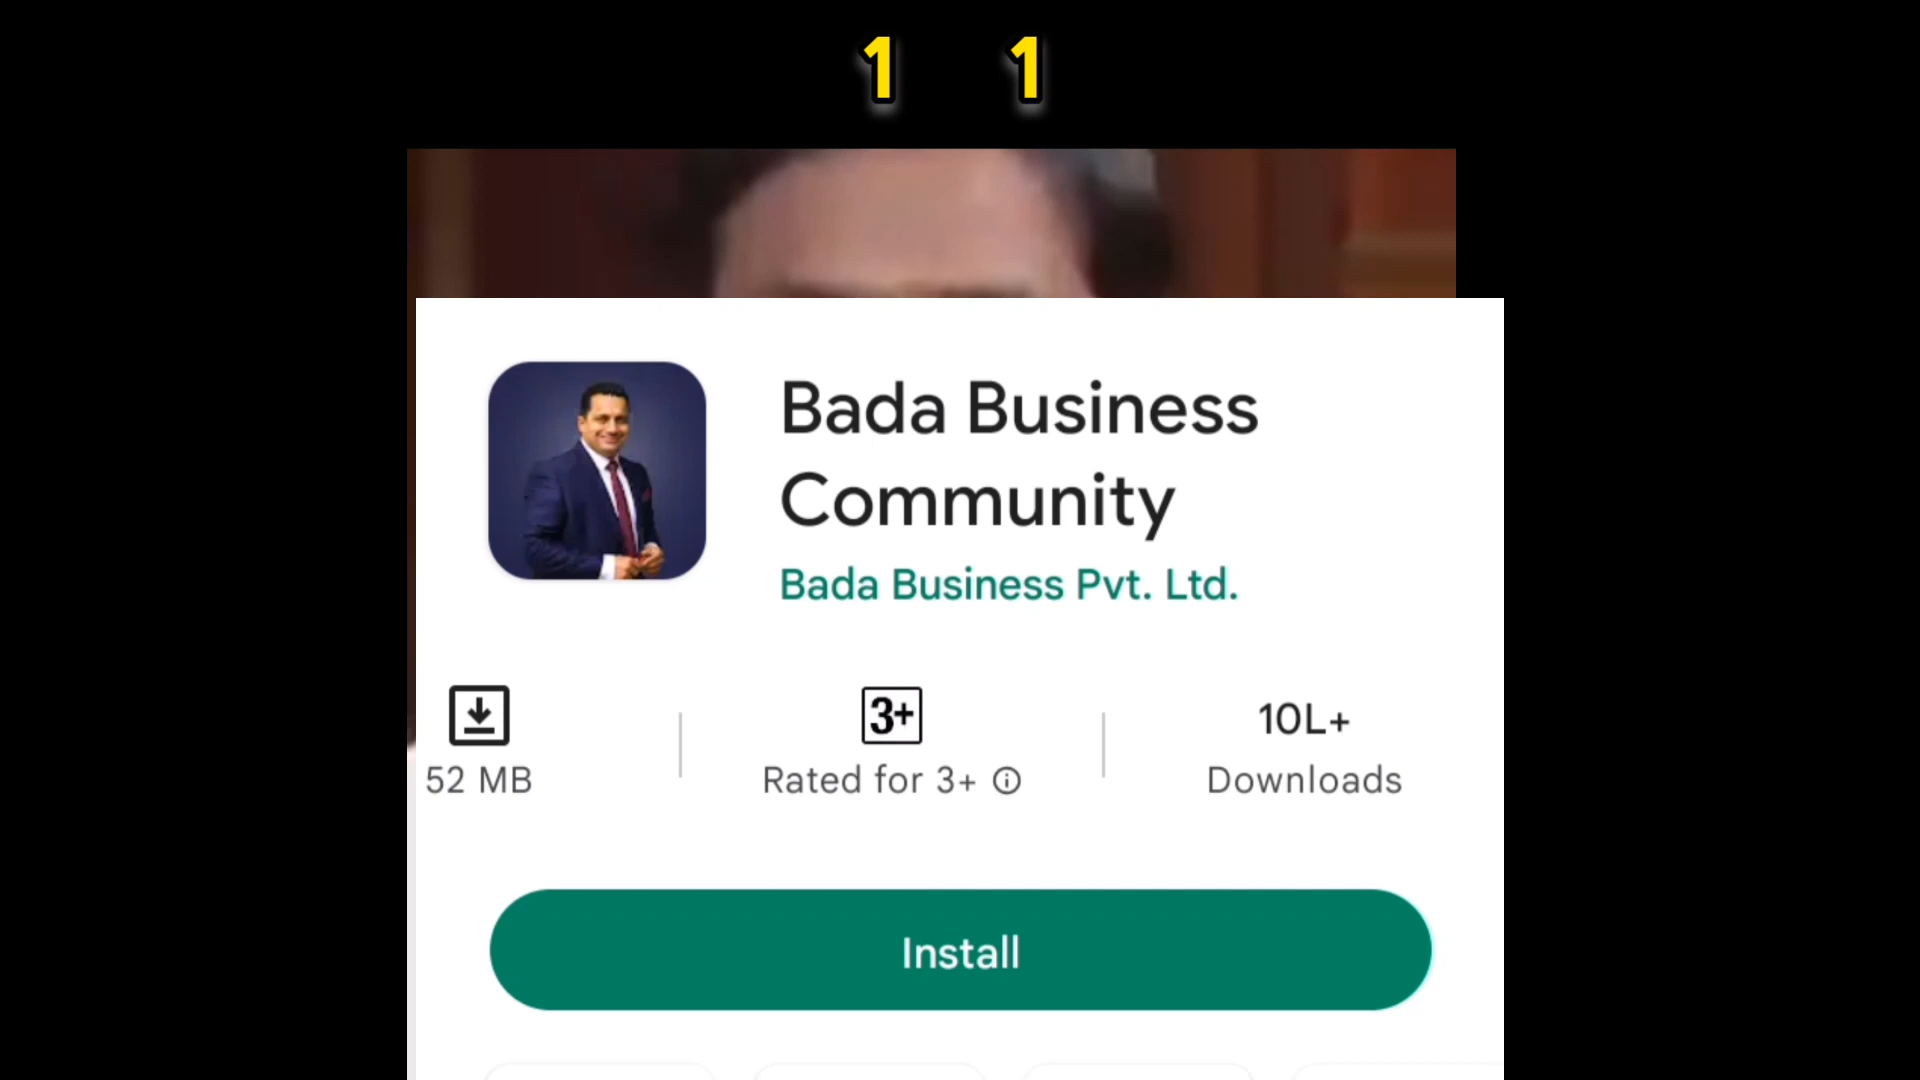 1 1
Bada Business
Community
Bada Business Pvt. Ltd.
3+
10L+
52 MB
Rated for 3+
Downloads
Install